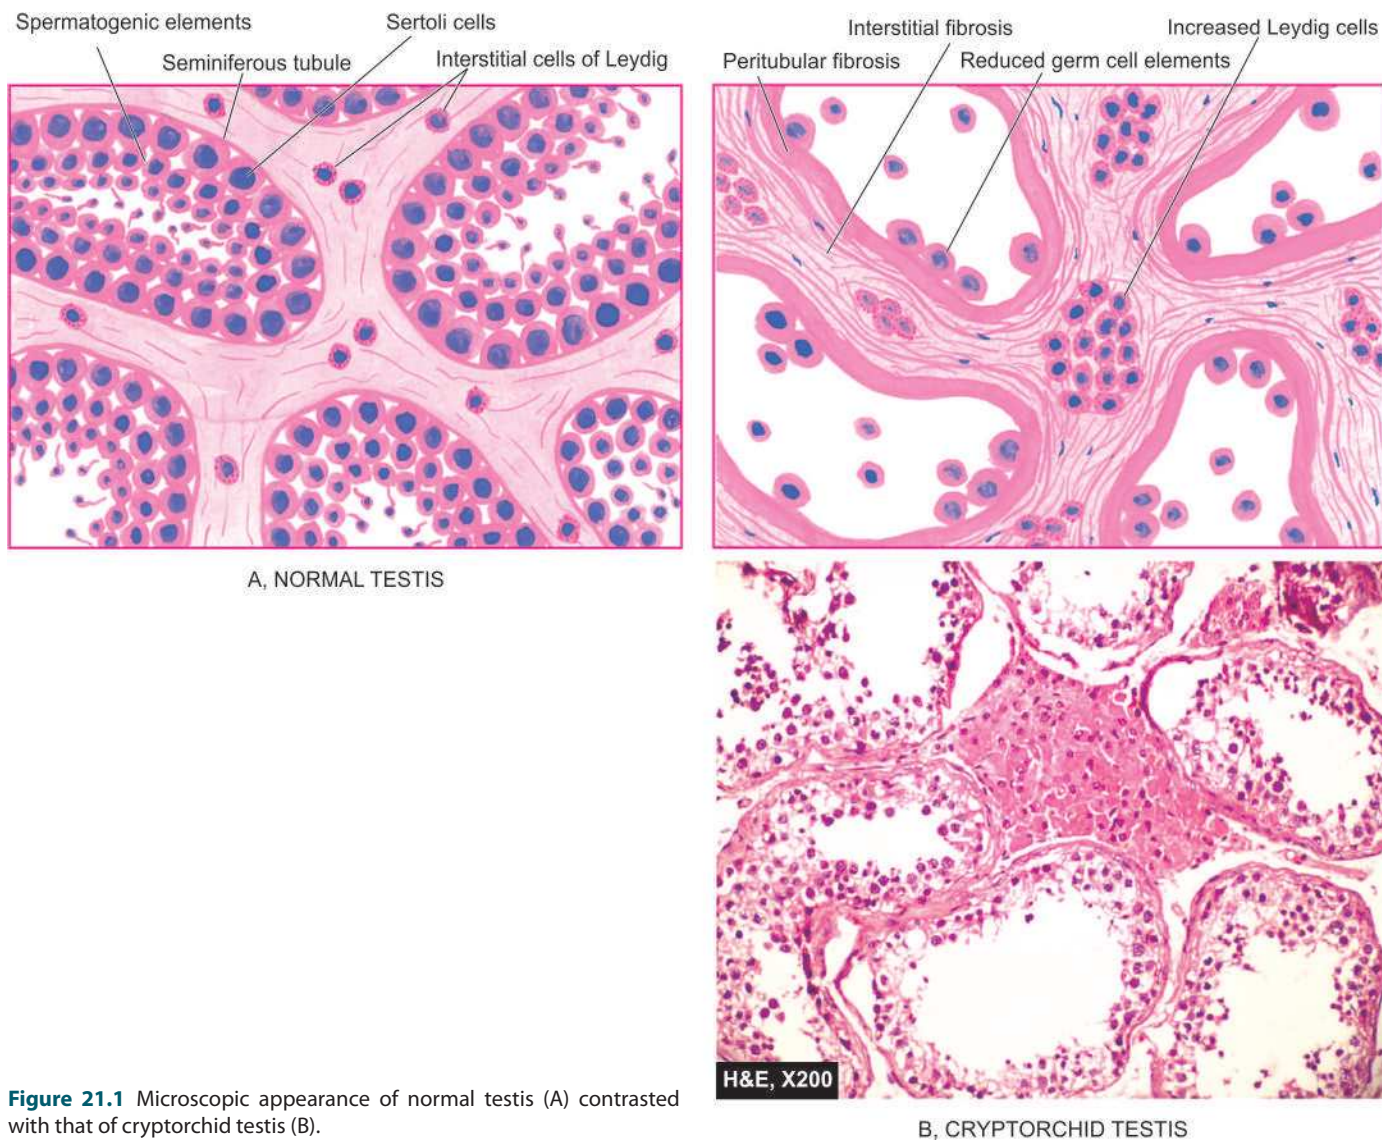 Spermatogenic elements
Sertoli cells
Seminiferous tubule
Interstitial cells of Leydig
Interstitial fibrosis
Increased Leydig cells
Peritubular fibrosis
Reduced germ cell elements
A, NORMAL TESTIS
H&E, X200
B, CRYPTORCHID TESTIS
Figure 21.1 Microscopic appearance of normal testis (A) contrasted
with that of cryptorchid testis (B).